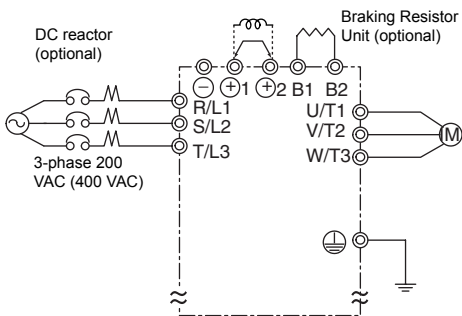 DC reactor
(optional)
Braking Resistor
Unit (optional)
− +1 +2 B1 B2
R/L1
S/L2
T/L3
U/T1
V/T2
W/T3
M
3-phase 200
VAC (400 VAC)